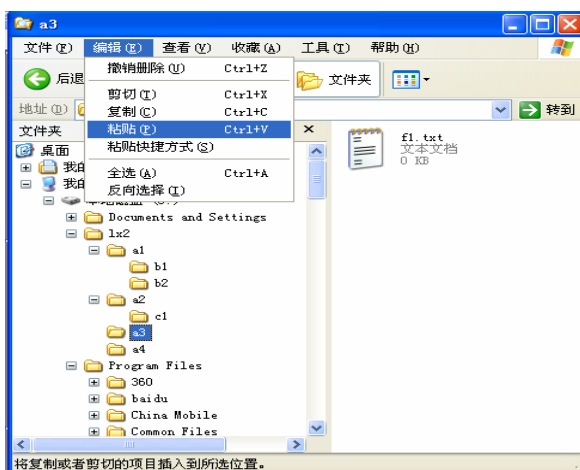 a3
文件(F) 编辑(E) 查看(V) 收藏(A) 工具(T) 帮助(H)
后退
文件夹
撤销删除(U) Ctrl+Z
剪切(T) Ctrl+X
复制(C) Ctrl+C
粘贴(P) Ctrl+V
粘贴快捷方式(S)
全选(A) Ctrl+A
反向选择(I)
地址(D)
转到
文件夹
f1.txt
文本文档
0 KB
桌面
我的
我的
Documents and Settings
lx2
a1
b1
b2
a2
c1
a3
a4
Program Files
360
baidu
China Mobile
Common Files
将复制或者剪切的项目插入到所选位置。